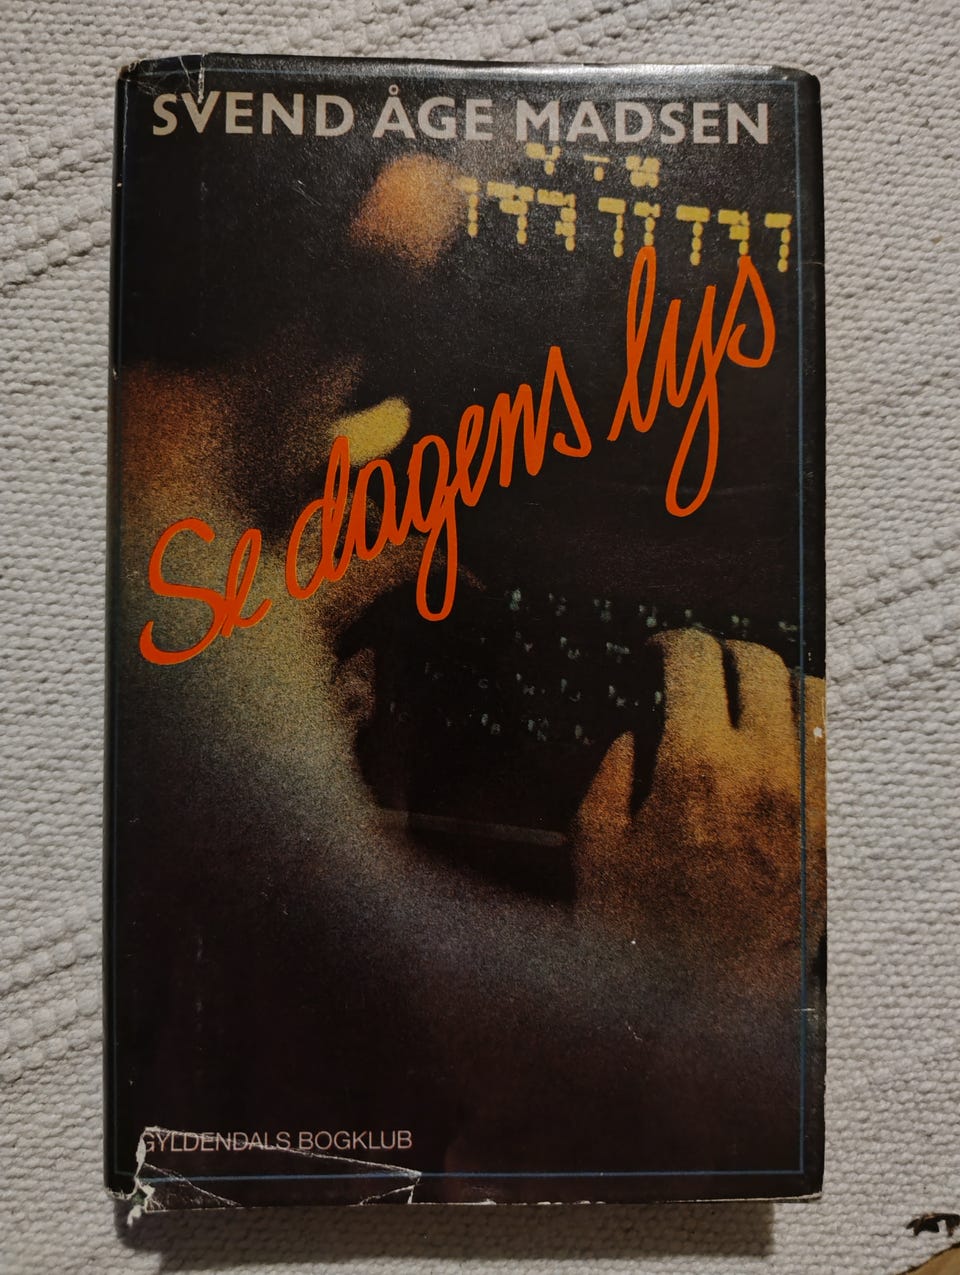 SVEND ÅGE MADSEN
Se dagens lys
GYLDENDALS BOGKLUB